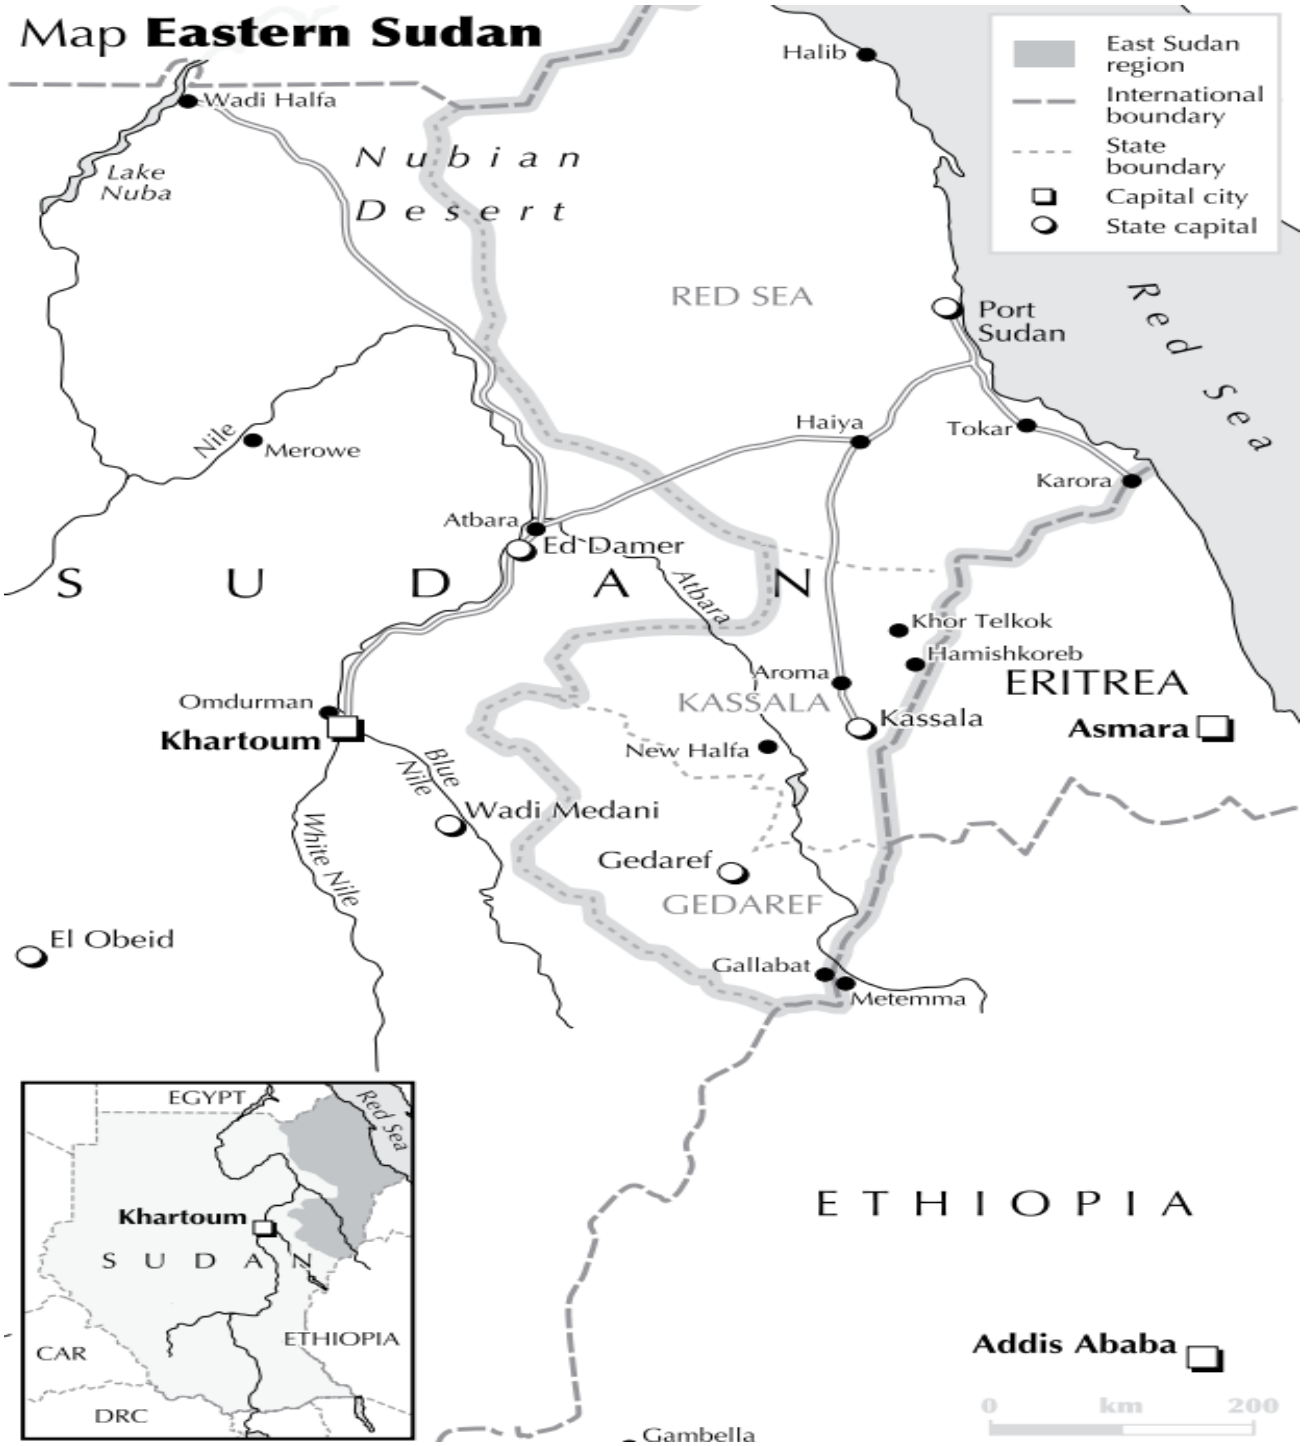 Map Eastern Sudan
Halib
East Sudan
region
International
boundary
State
boundary
Capital city
State capital
Wadi Halfa
Lake
Nuba
Nubian
Desert
RED SEA
Red Sea
Port
Sudan
Nile
Merowe
Haiya
Tokar
Karora
Atbara
Ed Damer
SUDAN
Atbara
Khor Telkok
Hamishkoreb
ERITREA
Aroma
KASSALA
Kassala
Asmara
Omdurman
Khartoum
New Halfa
Blue
Nile
White Nile
Wadi Medani
Gedaref
GEDAREF
El Obeid
Gallabat
Metemma
EGYPT
Red Sea
Khartoum
SUDAN
ETHIOPIA
CAR
DRC
ETHIOPIA
Addis Ababa
0 km 200
Gambella